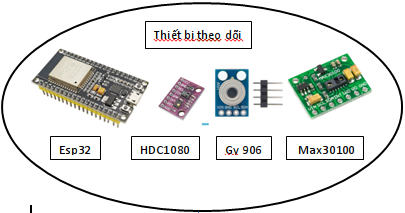 Thiết bị theo dõi
Esp32
HDC1080
Gy 906
Max30100